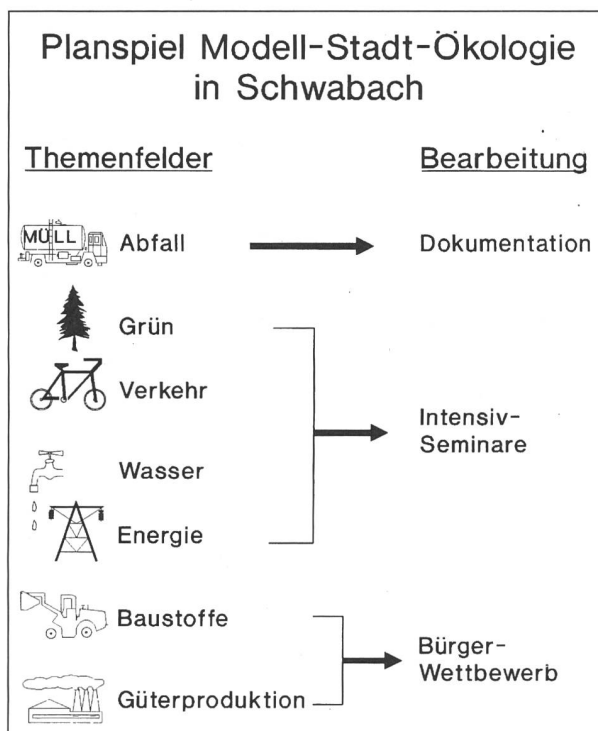 Planspiel Modell-Stadt-Ökologie
in Schwabach
Themenfelder
Bearbeitung
MÜLL
Abfall
Dokumentation
Grün
Verkehr
Wasser
Energie
Intensiv-
Seminare
Baustoffe
Güterproduktion
Bürger-
Wettbewerb